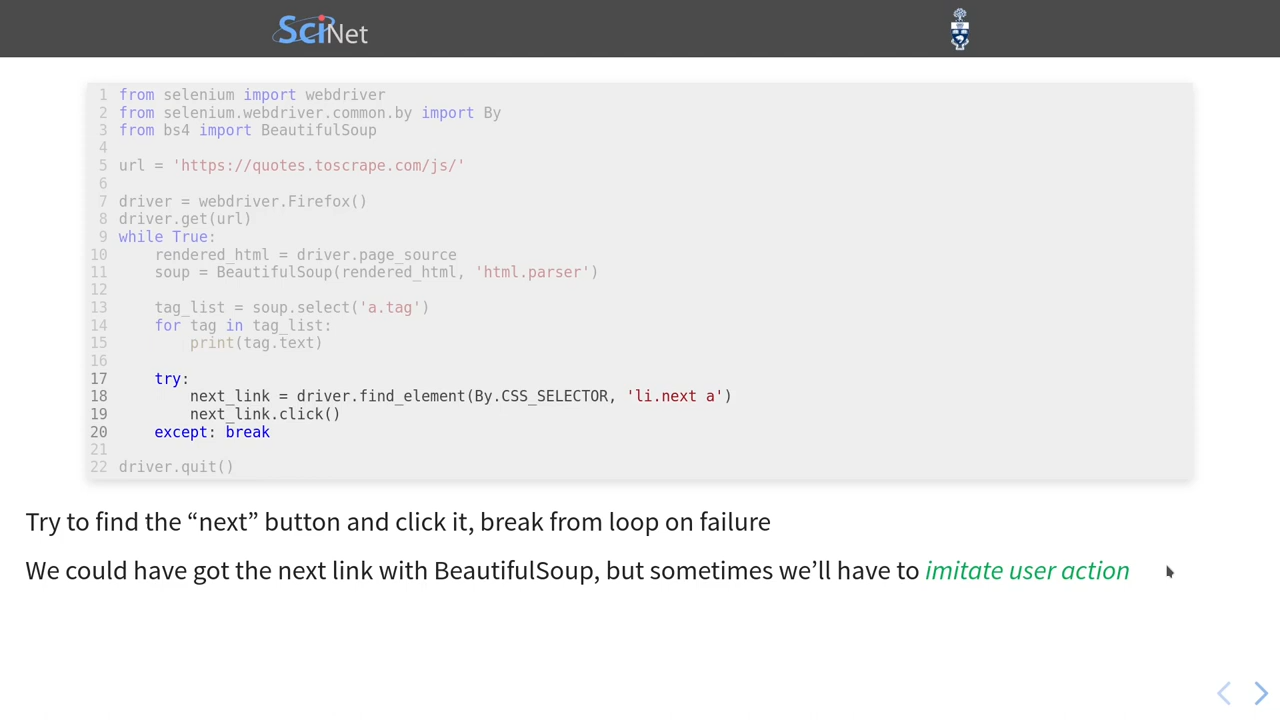 SciNet
1 from selenium import webdriver
2 from selenium.webdriver.common.by import By
3 from bs4 import BeautifulSoup
4
5 url = 'https://quotes.toscrape.com/js/'
6
7 driver = webdriver.Firefox()
8 driver.get(url)
9 while True:
10     rendered_html = driver.page_source
11     soup = BeautifulSoup(rendered_html, 'html.parser')
12
13     tag_list = soup.select('a.tag')
14     for tag in tag_list:
15         print(tag.text)
16
17     try:
18         next_link = driver.find_element(By.CSS_SELECTOR, 'li.next a')
19         next_link.click()
20     except: break
21
22 driver.quit()
Try to find the “next” button and click it, break from loop on failure
We could have got the next link with BeautifulSoup, but sometimes we’ll have to imitate user action